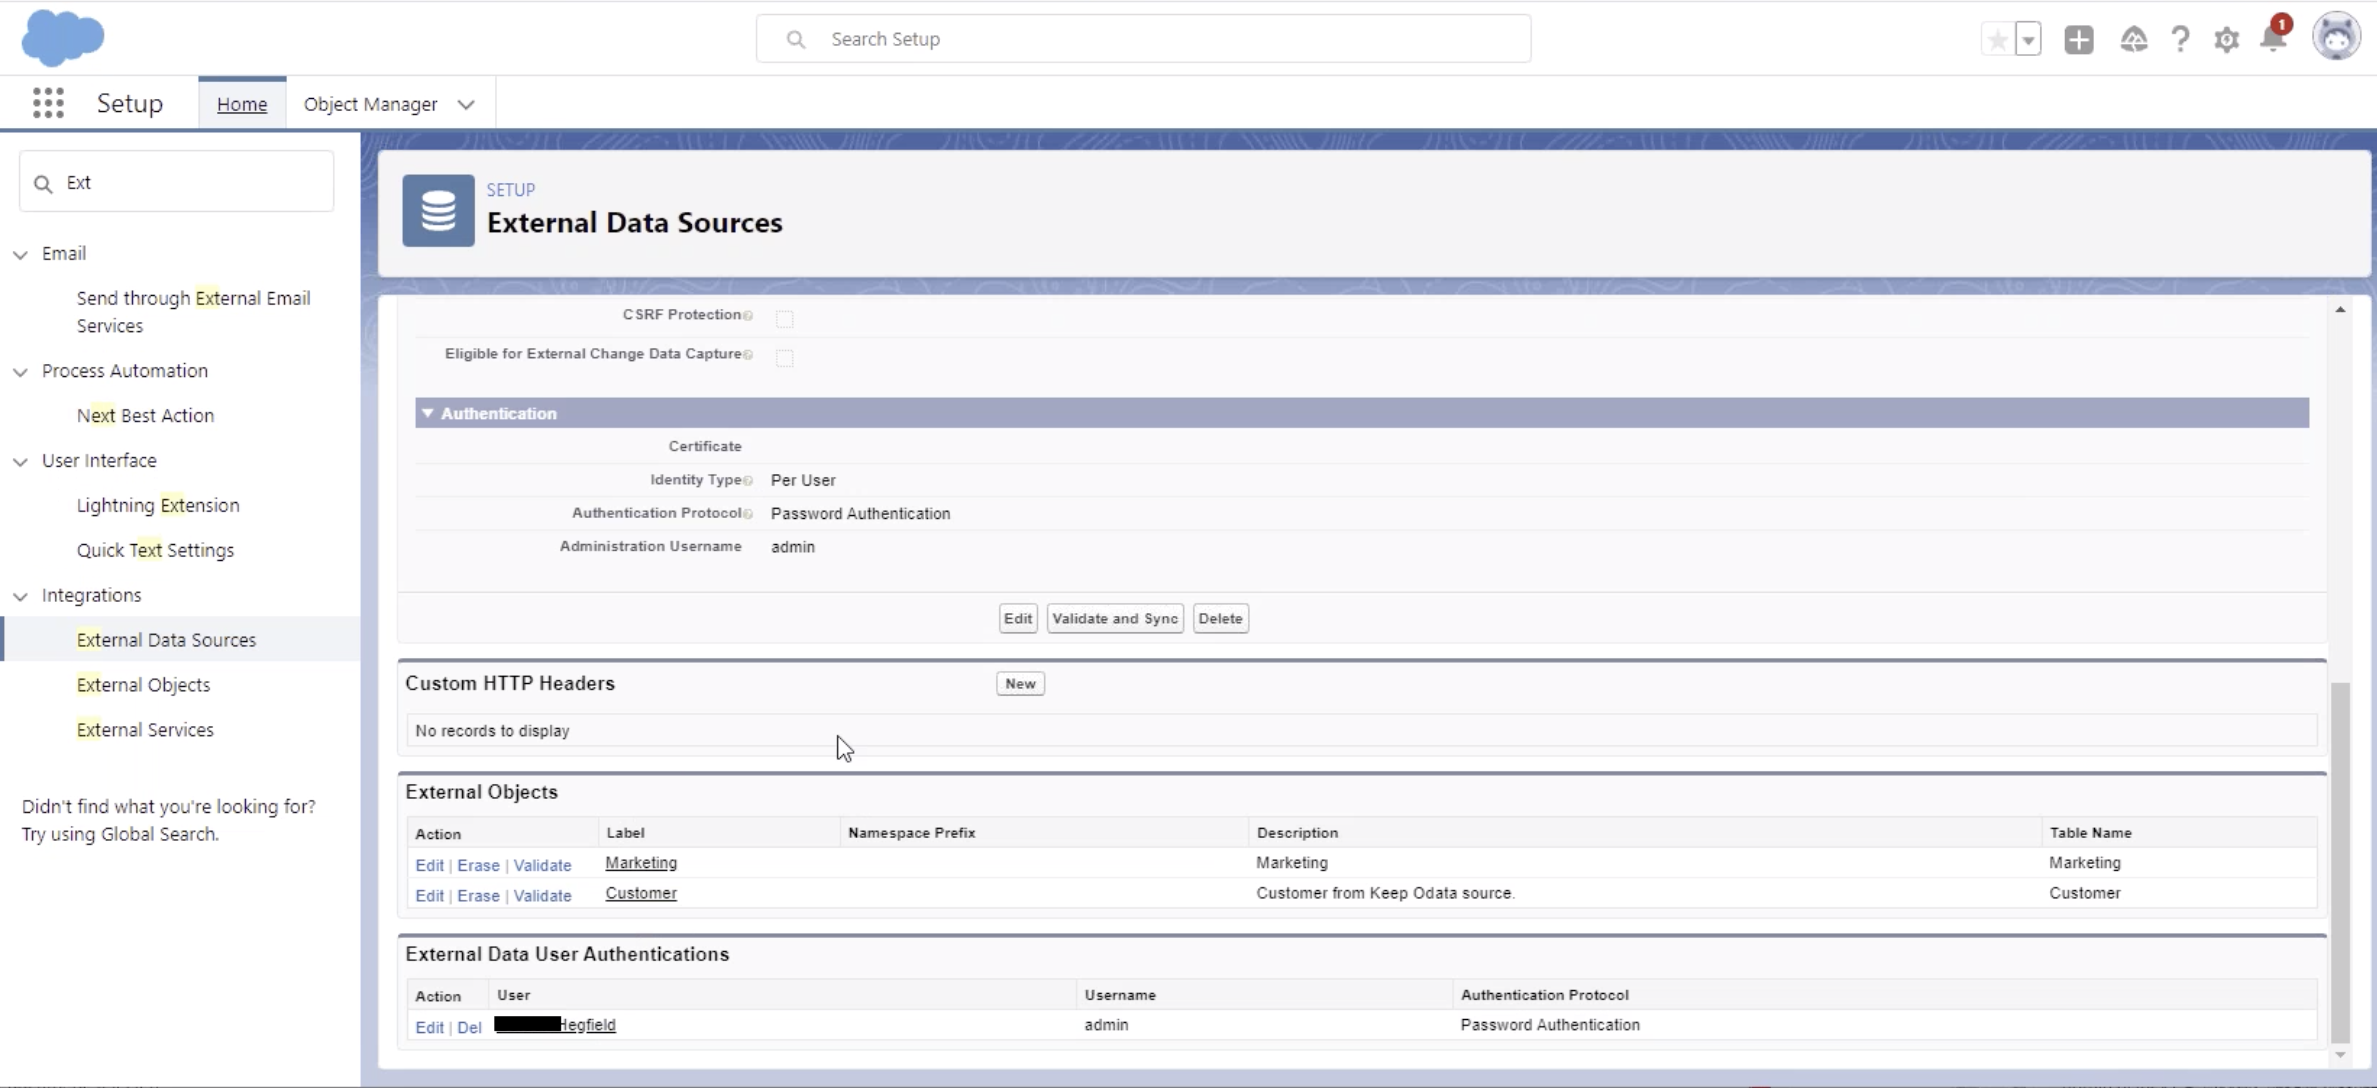 Search Setup
1
Setup
Home
Object Manager
Ext
Email
Send through External Email
Services
Process Automation
Next Best Action
User Interface
Lightning Extension
Quick Text Settings
Integrations
External Data Sources
External Objects
External Services
Didn't find what you're looking for?
Try using Global Search.
SETUP
External Data Sources
CSRF Protection
Eligible for External Change Data Capture
Authentication
Certificate
Identity Type Per User
Authentication Protocol Password Authentication
Administration Username admin
Edit Validate and Sync Delete
Custom HTTP Headers New
No records to display
External Objects
Action Label Namespace Prefix Description Table Name
Edit | Erase | Validate Marketing Marketing Marketing
Edit | Erase | Validate Customer Customer from Keep Odata source. Customer
External Data User Authentications
Action User Username Authentication Protocol
Edit | Del Hegfield admin Password Authentication